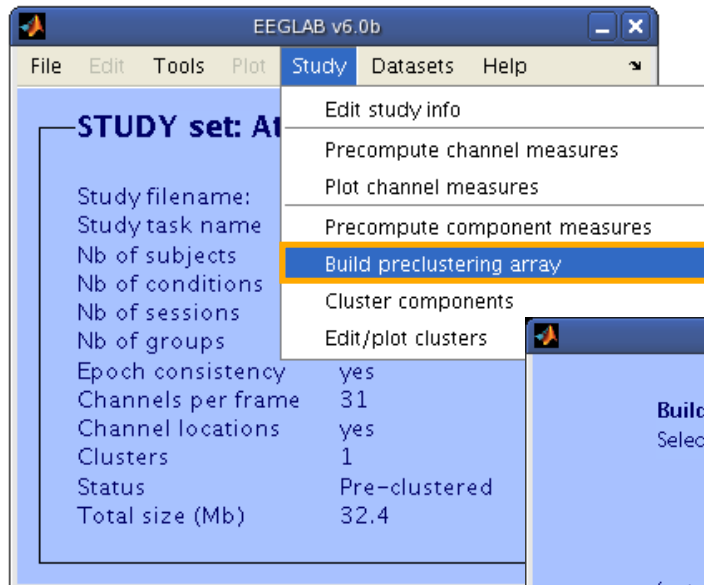 EEGLAB v6.0b
File Edit Tools Plot Study Datasets Help
Edit study info
STUDY set: At
Precompute channel measures
Plot channel measures
Study filename:
Study task name
Precompute component measures
Nb of subjects
Build preclustering array
Nb of conditions
Cluster components
Nb of sessions
Edit/plot clusters
Nb of groups
Epoch consistency yes
Channels per frame 31
Channel locations yes
Clusters 1
Status Pre-clustered
Total size (Mb) 32.4
Build
Selec